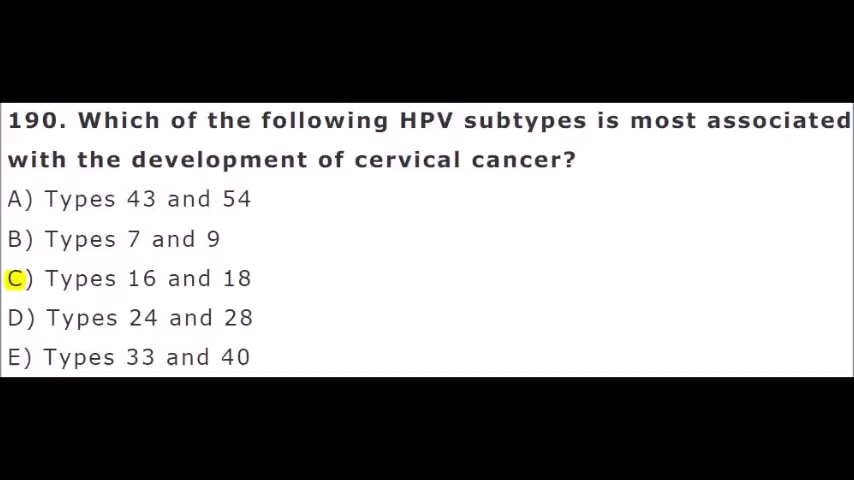 190. Which of the following HPV subtypes is most associated
with the development of cervical cancer?
A) Types 43 and 54
B) Types 7 and 9
C) Types 16 and 18
D) Types 24 and 28
E) Types 33 and 40